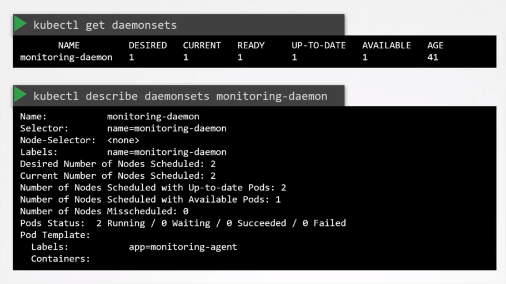 kubectl get daemonsets
NAME DESIRED CURRENT READY UP-TO-DATE AVAILABLE AGE
monitoring-daemon 1 1 1 1 1 41
kubectl describe daemonsets monitoring-daemon
Name: monitoring-daemon
Selector: name=monitoring-daemon
Node-Selector: <none>
Labels: name=monitoring-daemon
Desired Number of Nodes Scheduled: 2
Current Number of Nodes Scheduled: 2
Number of Nodes Scheduled with Up-to-date Pods: 2
Number of Nodes Scheduled with Available Pods: 1
Number of Nodes Misscheduled: 0
Pods Status: 2 Running / 0 Waiting / 0 Succeeded / 0 Failed
Pod Template:
Labels: app=monitoring-agent
Containers: